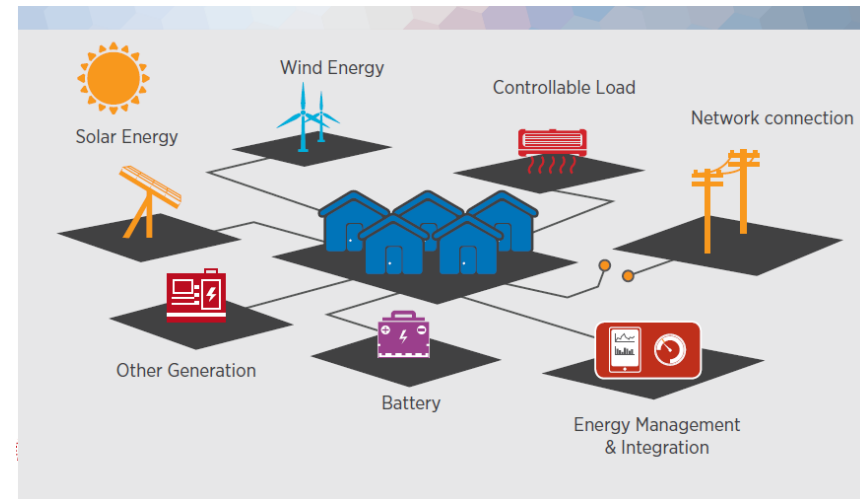 Wind Energy
Controllable Load
Network connection
Solar Energy
Other Generation
Battery
Energy Management
& Integration